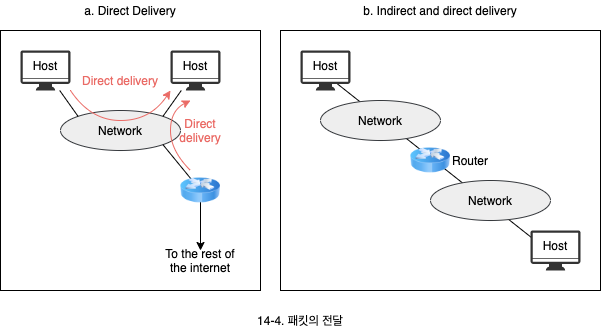 a. Direct Delivery
b. Indirect and direct delivery
Host
Host
Direct delivery
Network
Direct
delivery
To the rest of
the internet
Host
Network
Router
Network
Host
14-4. 패킷의 전달